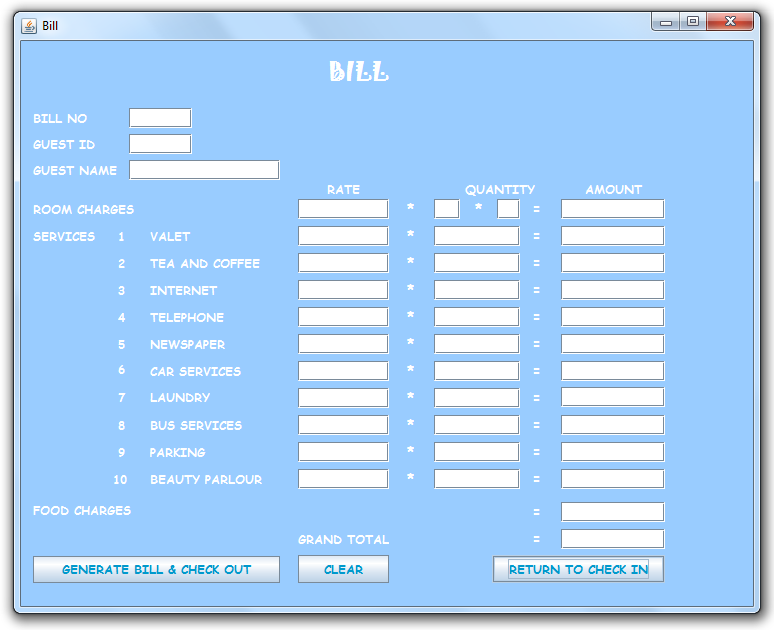 Bill
BILL
BILL NO
GUEST ID
GUEST NAME
RATE QUANTITY AMOUNT
ROOM CHARGES * * =
SERVICES 1 VALET * =
2 TEA AND COFFEE * =
3 INTERNET * =
4 TELEPHONE * =
5 NEWSPAPER * =
6 CAR SERVICES * =
7 LAUNDRY * =
8 BUS SERVICES * =
9 PARKING * =
10 BEAUTY PARLOUR * =
FOOD CHARGES =
GRAND TOTAL =
GENERATE BILL & CHECK OUT CLEAR RETURN TO CHECK IN